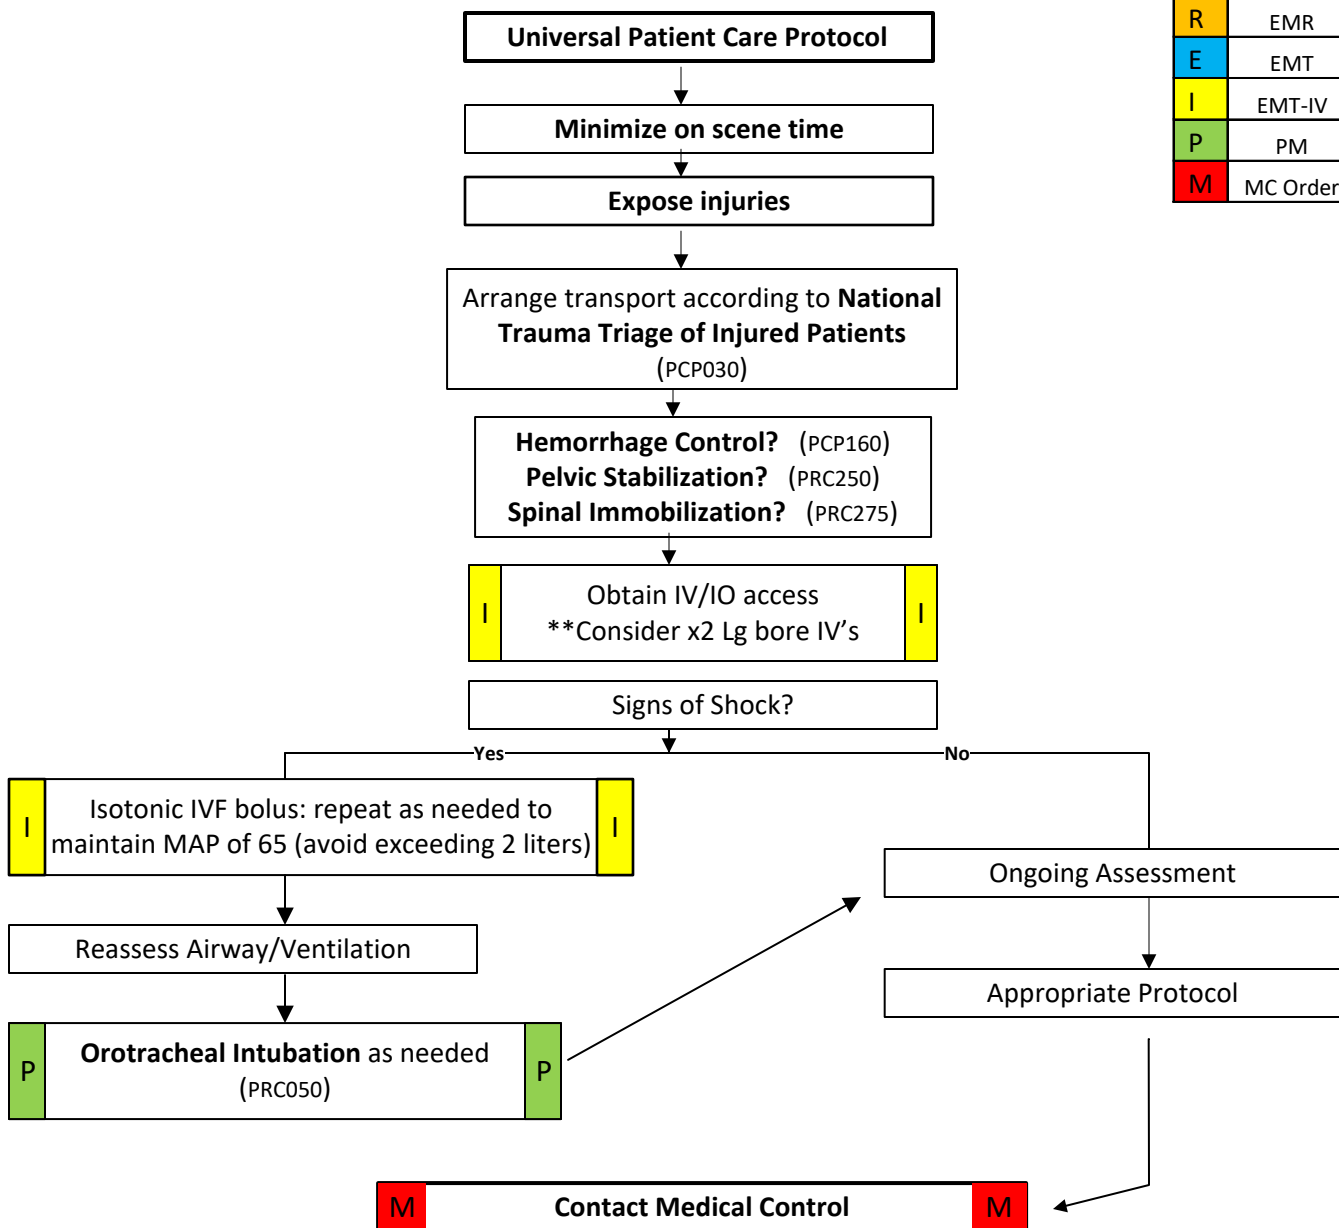 Universal Patient Care Protocol
R EMR
E EMT
I EMT-IV
P PM
M MC Order
Minimize on scene time
Expose injuries
Arrange transport according to National
Trauma Triage of Injured Patients
(PCP030)
Hemorrhage Control? (PCP160)
Pelvic Stabilization? (PRC250)
Spinal Immobilization? (PRC275)
I Obtain IV/IO access I
**Consider x2 Lg bore IV’s
Signs of Shock?
Yes
No
I Isotonic IVF bolus: repeat as needed to I
maintain MAP of 65 (avoid exceeding 2 liters)
Reassess Airway/Ventilation
P Orotracheal Intubation as needed P
(PRC050)
Ongoing Assessment
Appropriate Protocol
M Contact Medical Control M